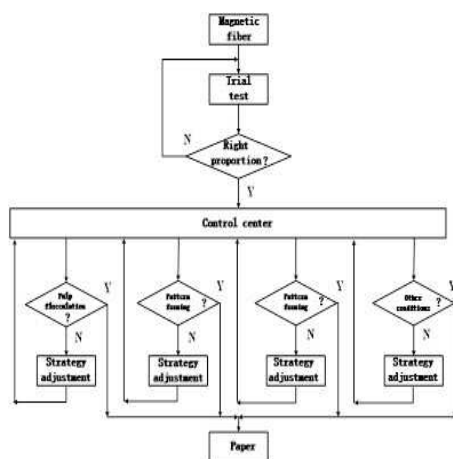 Magnetic
fiber
Trial
test
N
Right
proportion?
Y
Control center
Pulp
flocculation
?
Y
N
Pattern
forming
?
Y
N
Pattern
forming
?
Y
N
Other
conditions
?
Y
N
Strategy
adjustment
Strategy
adjustment
Strategy
adjustment
Strategy
adjustment
Paper